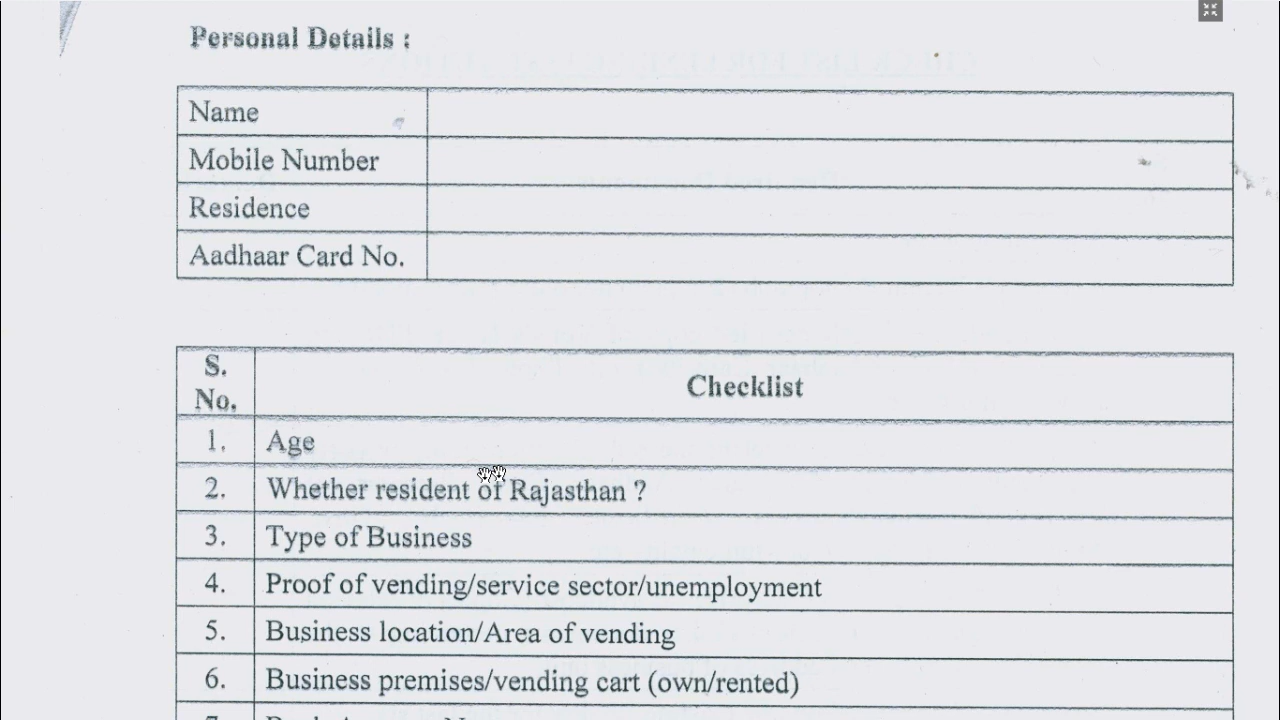 Personal Details :
Name
Mobile Number
Residence
Aadhaar Card No.
S. No. Checklist
1. Age
2. Whether resident of Rajasthan ?
3. Type of Business
4. Proof of vending/service sector/unemployment
5. Business location/Area of vending
6. Business premises/vending cart (own/rented)